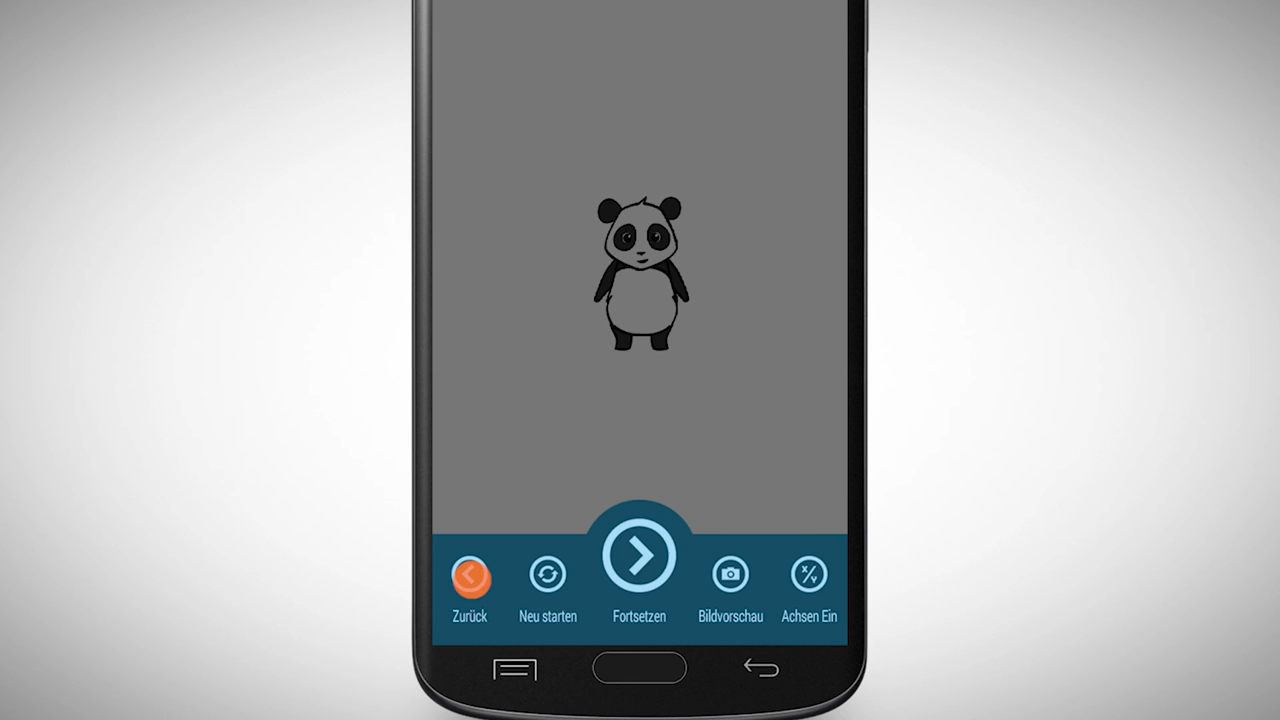 Zurück
Neu starten
Fortsetzen
Bildvorschau
Achsen Ein
X/Y